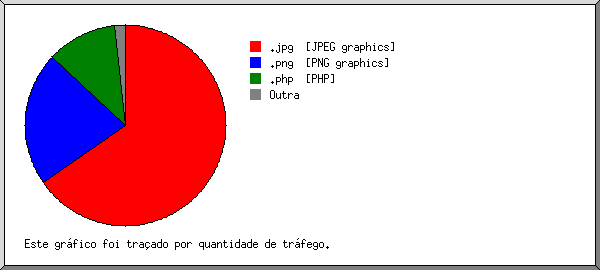 .jpg [JPEG graphics]
.png [PNG graphics]
.php [PHP]
Outra
Este gráfico foi traçado por quantidade de tráfego.